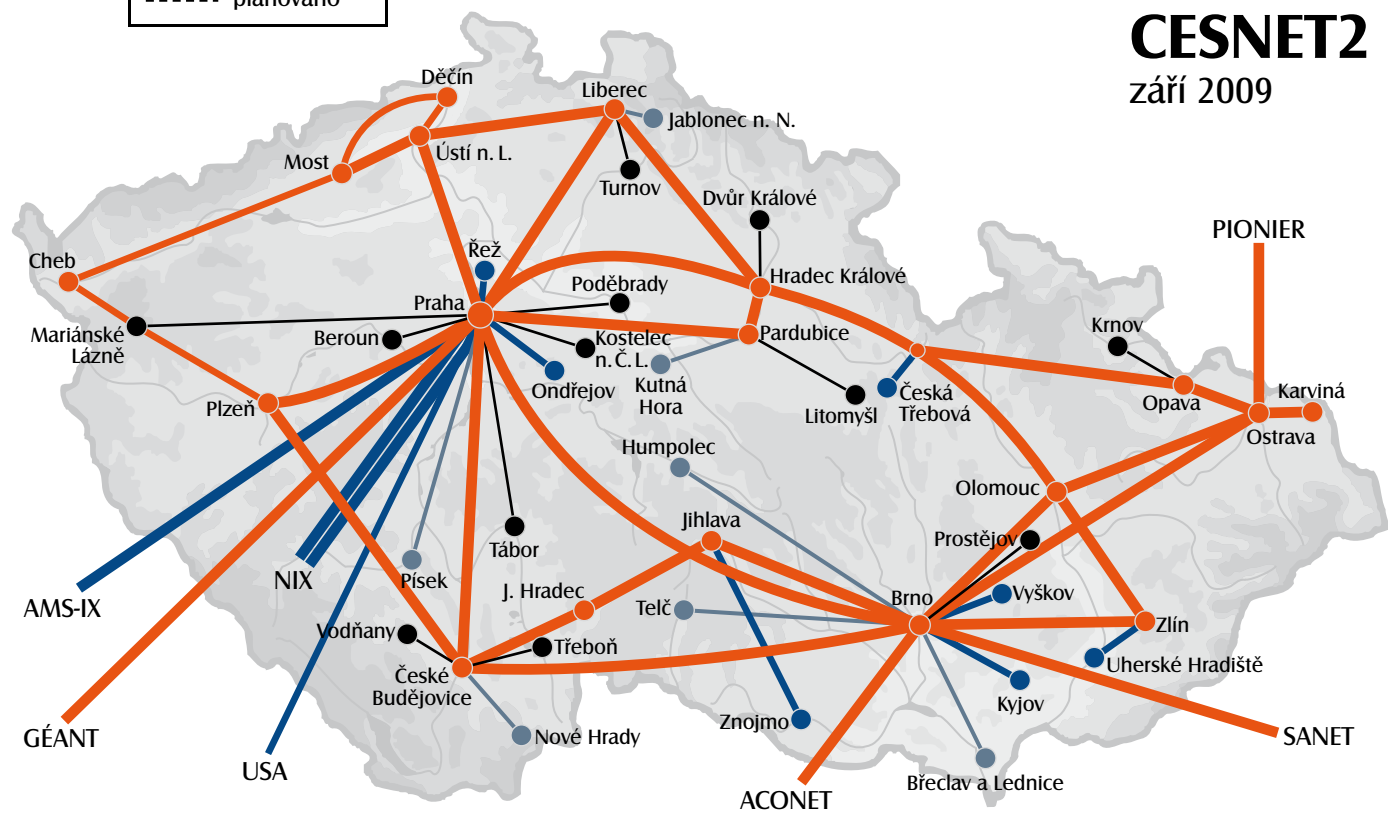 plánováno
CESNET2
září 2009
Děčín
Liberec
Jablonec n. N.
Ústí n. L.
Most
Turnov
Dvůr Králové
PIONIER
Řež
Cheb
Hradec Králové
Poděbrady
Praha
Mariánské
Lázně
Beroun
Kostelec
n. Č. L.
Pardubice
Krnov
Ondřejov
Kutná
Hora
Plzeň
Litomyšl
Česká
Třebová
Opava
Karviná
Ostrava
Humpolec
Olomouc
Jihlava
Prostějov
Tábor
NIX
Písek
AMS-IX
J. Hradec
Telč
Brno
Vyškov
Vodňany
Třeboň
Zlín
České
Budějovice
Uherské Hradiště
Kyjov
Znojmo
Nové Hrady
GÉANT
SANET
USA
Břeclav a Lednice
ACONET